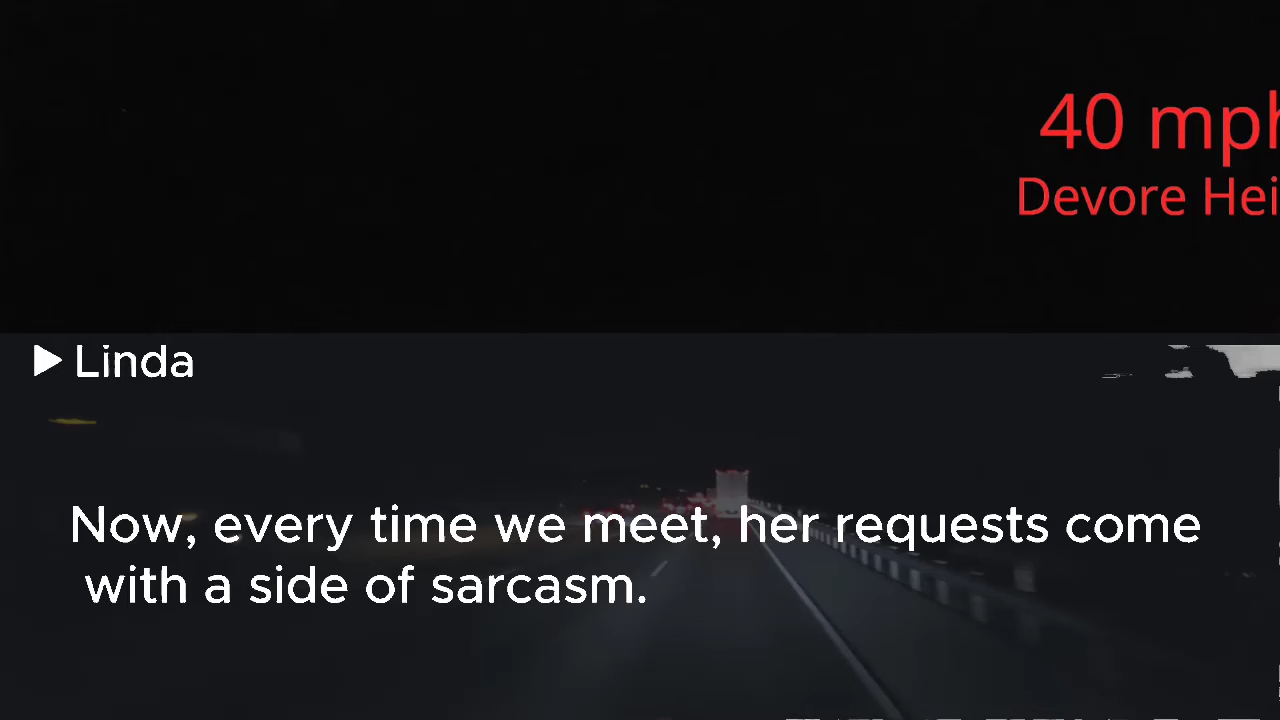 40 mph
Devore Hei
Linda
Now, every time we meet, her requests come
with a side of sarcasm.